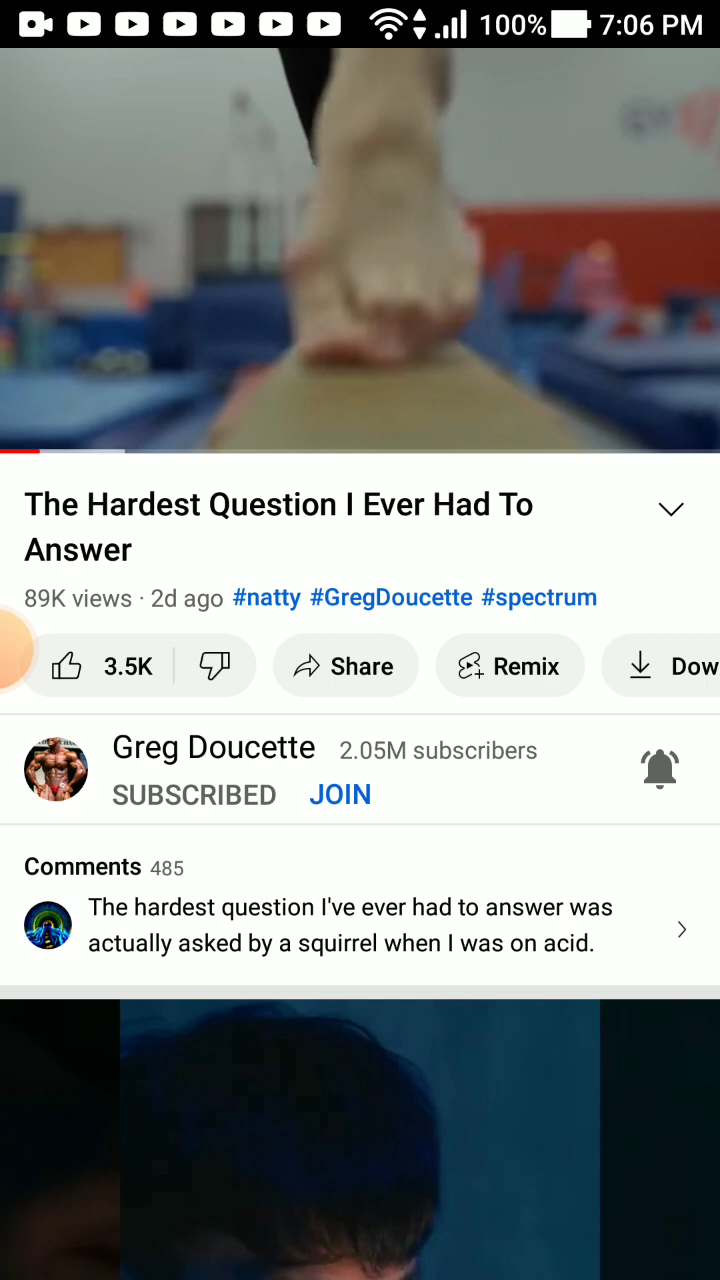 100% 7:06 PM
The Hardest Question I Ever Had To
Answer
89K views · 2d ago #natty #GregDoucette #spectrum
3.5K Share Remix Dow
Greg Doucette 2.05M subscribers
SUBSCRIBED JOIN
Comments 485
The hardest question I've ever had to answer was
actually asked by a squirrel when I was on acid.